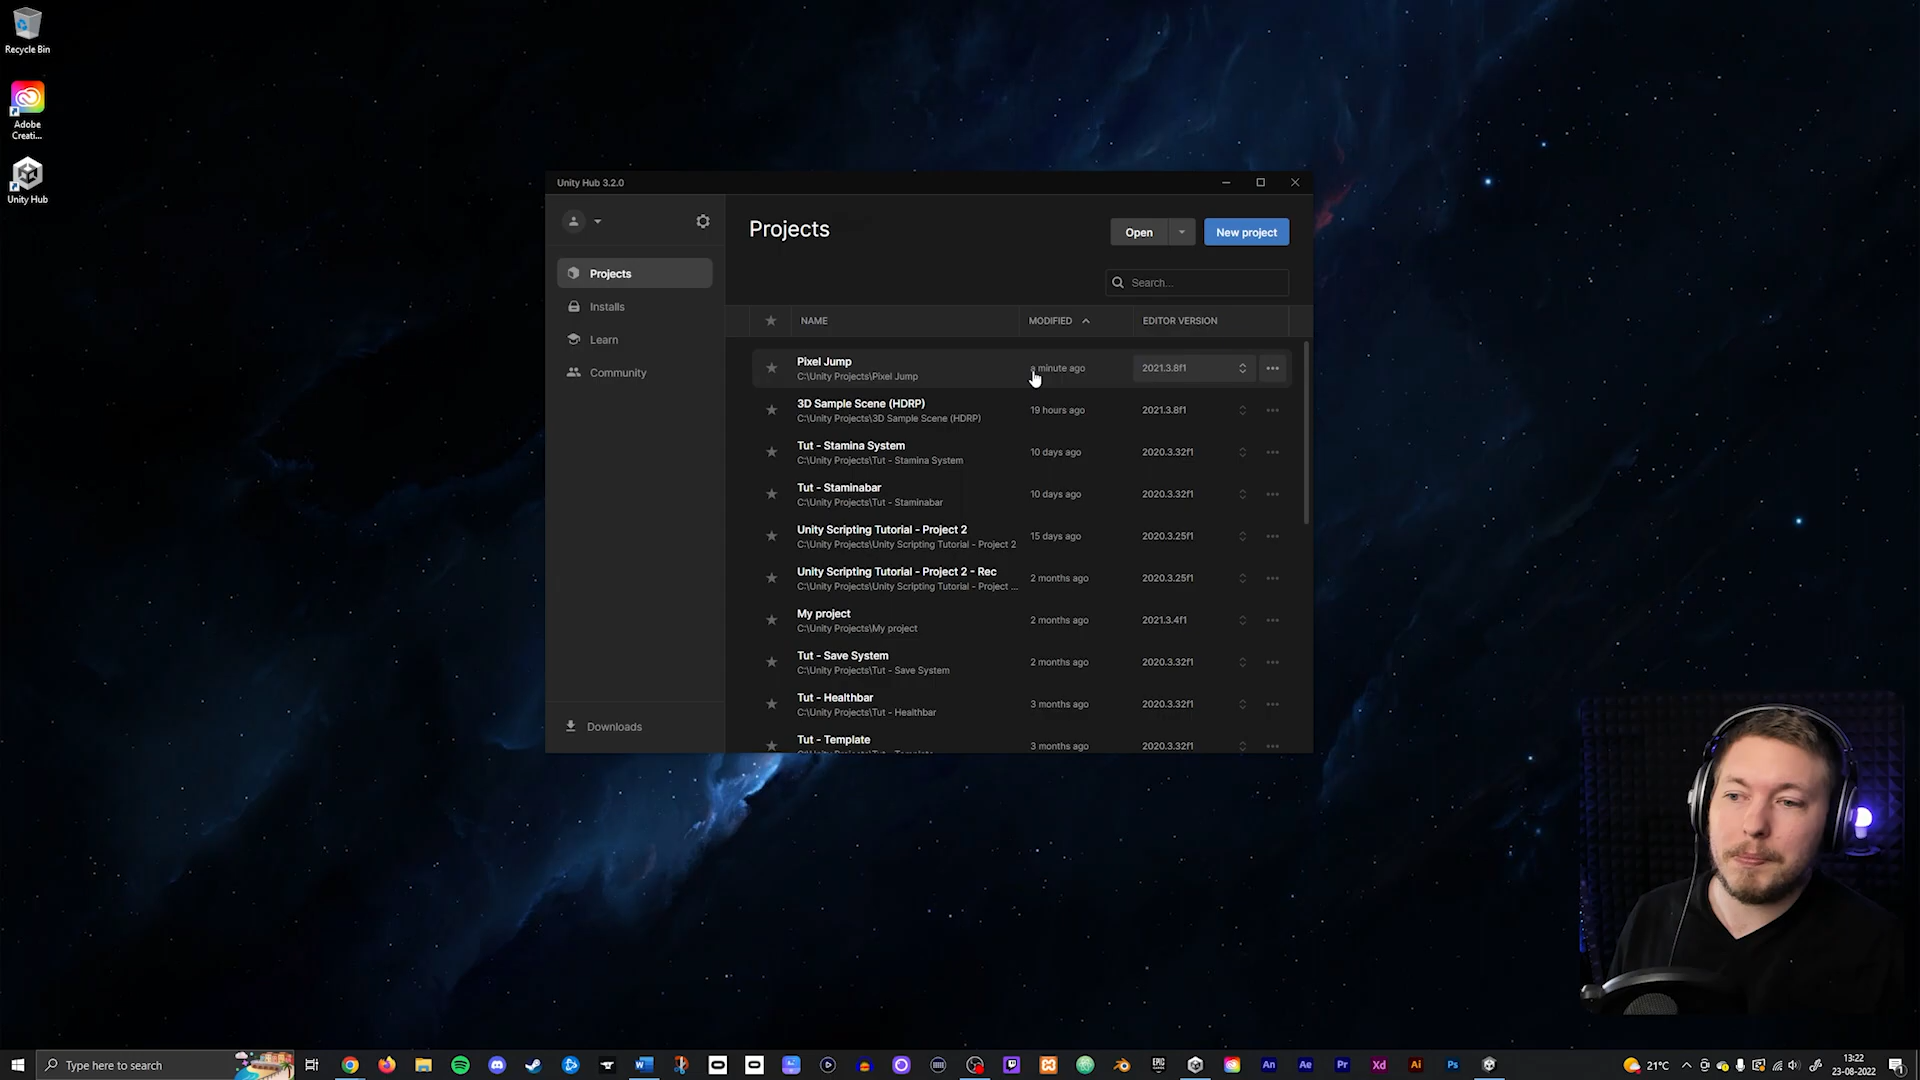 Recycle Bin
Adobe
Creati...
Unity Hub
Unity Hub 3.2.0
Projects
Installs
Learn
Community
Downloads
Projects
Open
New project
Search...
NAME
MODIFIED
EDITOR VERSION
Pixel Jump
C:\Unity Projects\Pixel Jump
a minute ago
2021.3.8f1
3D Sample Scene (HDRP)
C:\Unity Projects\3D Sample Scene (HDRP)
19 hours ago
2021.3.8f1
Tut - Stamina System
C:\Unity Projects\Tut - Stamina System
10 days ago
2020.3.32f1
Tut - Staminabar
C:\Unity Projects\Tut - Staminabar
10 days ago
2020.3.32f1
Unity Scripting Tutorial - Project 2
C:\Unity Projects\Unity Scripting Tutorial - Project 2
15 days ago
2020.3.25f1
Unity Scripting Tutorial - Project 2 - Rec
C:\Unity Projects\Unity Scripting Tutorial - Project ...
2 months ago
2020.3.25f1
My project
C:\Unity Projects\My project
2 months ago
2021.3.4f1
Tut - Save System
C:\Unity Projects\Tut - Save System
2 months ago
2020.3.32f1
Tut - Healthbar
C:\Unity Projects\Tut - Healthbar
3 months ago
2020.3.32f1
Tut - Template
3 months ago
2020.3.32f1
Type here to search
EPIC
GAMES
An
Ae
Pr
Xd
Ai
Ps
21°C
13:22
23-08-2022